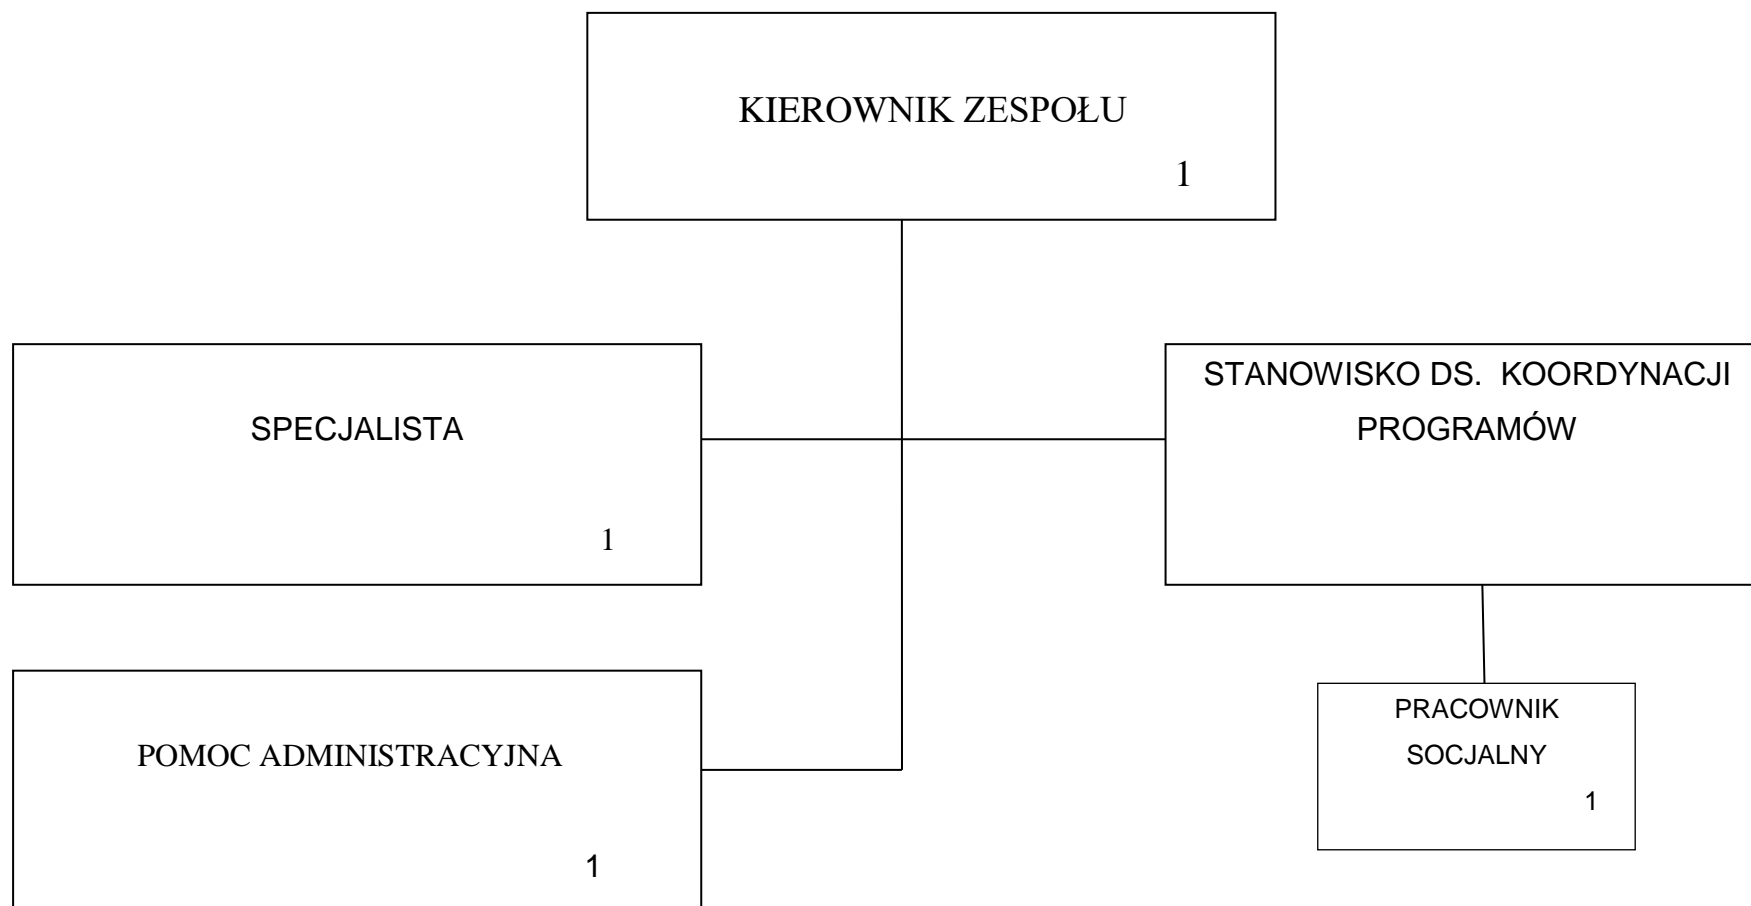 KIEROWNIK ZESPOŁU
1
SPECJALISTA
1
STANOWISKO DS. KOORDYNACJI
PROGRAMÓW
POMOC ADMINISTRACYJNA
1
PRACOWNIK
SOCJALNY
1